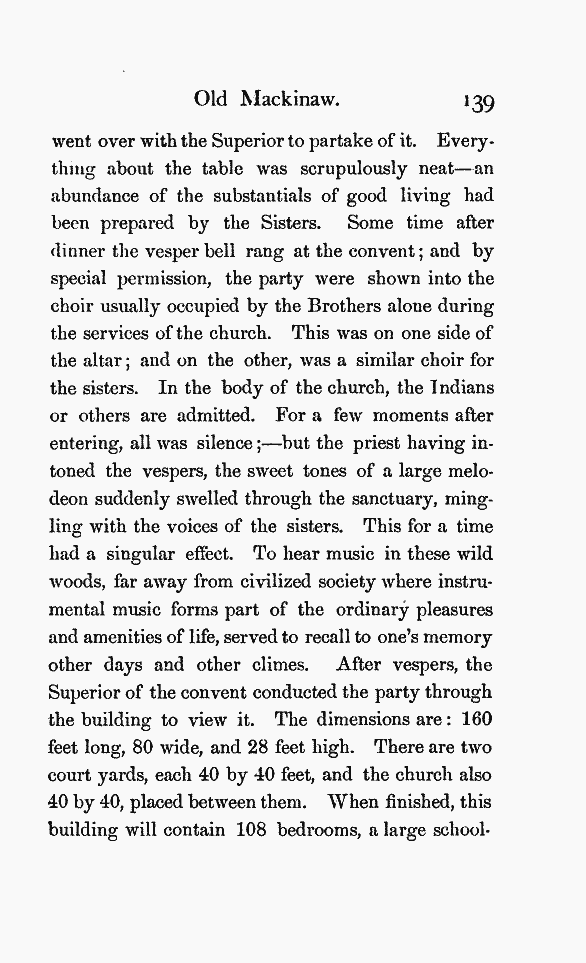 Old Mackinaw. 139
went over with the Superior to partake of it. Every-
thing about the table was scrupulously neat—an
abundance of the substantials of good living had
been prepared by the Sisters. Some time after
dinner the vesper bell rang at the convent; and by
special permission, the party were shown into the
choir usually occupied by the Brothers alone during
the services of the church. This was on one side of
the altar; and on the other, was a similar choir for
the sisters. In the body of the church, the Indians
or others are admitted. For a few moments after
entering, all was silence;—but the priest having in-
toned the vespers, the sweet tones of a large melo-
deon suddenly swelled through the sanctuary, ming-
ling with the voices of the sisters. This for a time
had a singular effect. To hear music in these wild
woods, far away from civilized society where instru-
mental music forms part of the ordinary pleasures
and amenities of life, served to recall to one's memory
other days and other climes. After vespers, the
Superior of the convent conducted the party through
the building to view it. The dimensions are: 160
feet long, 80 wide, and 28 feet high. There are two
court yards, each 40 by 40 feet, and the church also
40 by 40, placed between them. When finished, this
building will contain 108 bedrooms, a large school-